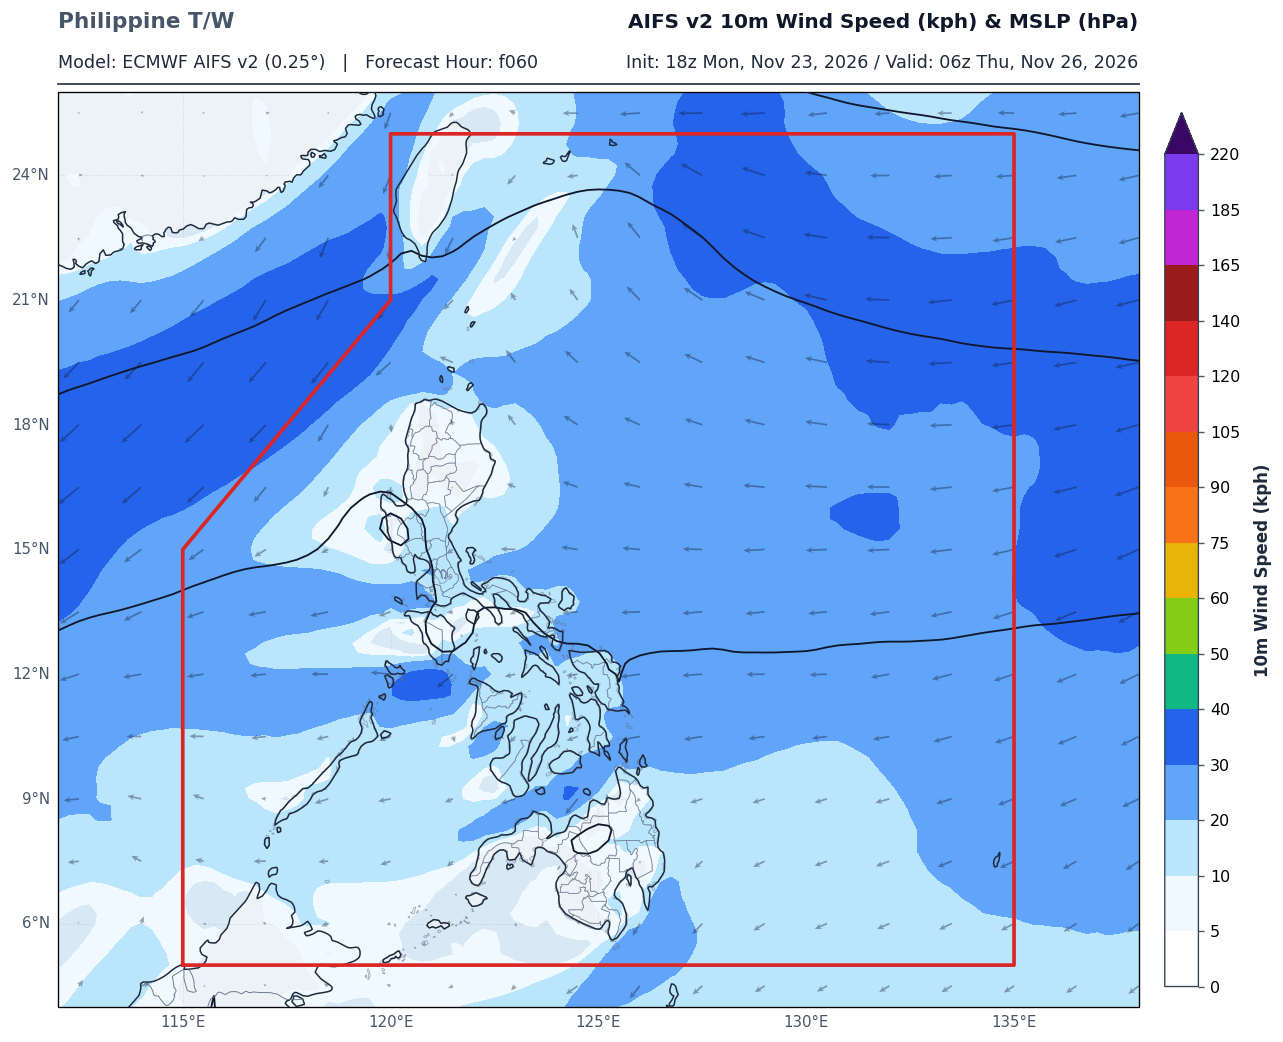 Philippine T/W
AIFS v2 10m Wind Speed (kph) & MSLP (hPa)
Model: ECMWF AIFS v2 (0.25°)   |   Forecast Hour: f060
Init: 18z Mon, Nov 23, 2026 / Valid: 06z Thu, Nov 26, 2026
24°N
21°N
18°N
15°N
12°N
9°N
6°N
115°E
120°E
125°E
130°E
135°E
220
185
165
140
120
105
90
75
60
50
40
30
20
10
5
0
10m Wind Speed (kph)